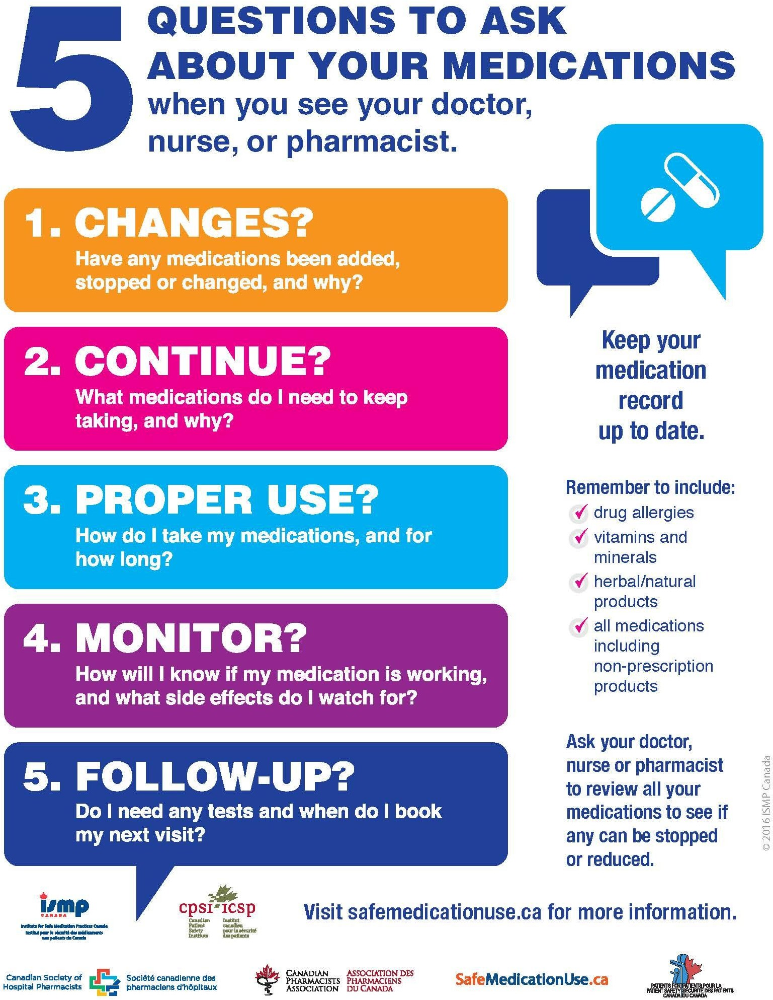 5
QUESTIONS TO ASK
ABOUT YOUR MEDICATIONS
when you see your doctor,
nurse, or pharmacist.
1. CHANGES?
Have any medications been added,
stopped or changed, and why?
2. CONTINUE?
What medications do I need to keep
taking, and why?
3. PROPER USE?
How do I take my medications, and for
how long?
4. MONITOR?
How will I know if my medication is working,
and what side effects do I watch for?
5. FOLLOW-UP?
Do I need any tests and when do I book
my next visit?
Keep your
medication
record
up to date.
Remember to include:
drug allergies
vitamins and
minerals
herbal/natural
products
all medications
including
non-prescription
products
Ask your doctor,
nurse or pharmacist
to review all your
medications to see if
any can be stopped
or reduced.
© 2016 ISMP Canada
ismp
CANADA
Institute for Safe Medication Practices Canada
Institut pour la sécurité des médicaments
aux patients du Canada
cpsi icsp
Canadian
Patient
Safety
Institute
Institut
canadien
pour la sécurité
des patients
Visit safemedicationuse.ca for more information.
Canadian Society of
Hospital Pharmacists
Société canadienne des
pharmaciens d'hôpitaux
CANADIAN
PHARMACISTS
ASSOCIATION
ASSOCIATION DES
PHARMACIENS
DU CANADA
SafeMedicationUse.ca
PATIENTS FOR PATIENTS POUR LA
PATIENT SAFETY SÉCURITÉ DES PATIENTS
CANADA DU CANADA